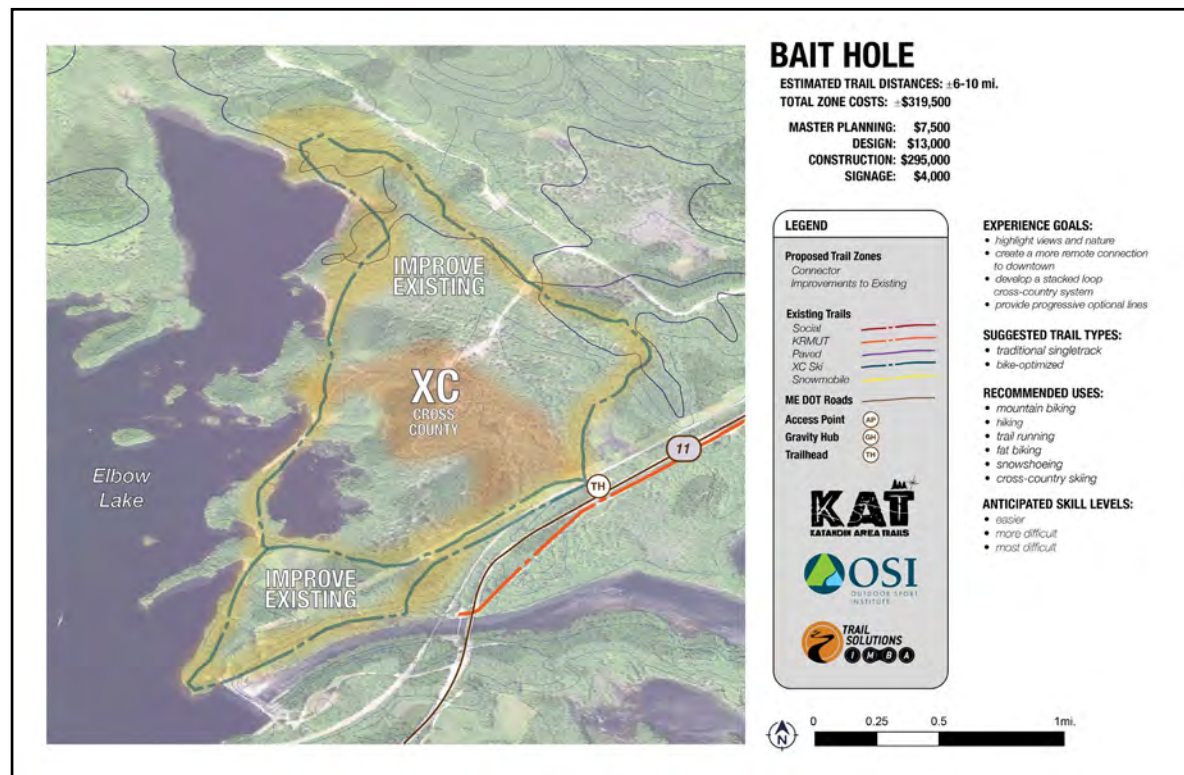 BAIT HOLE
ESTIMATED TRAIL DISTANCES: ±6-10 mi.
TOTAL ZONE COSTS: ±$319,500
MASTER PLANNING: $7,500
DESIGN: $13,000
CONSTRUCTION: $295,000
SIGNAGE: $4,000
IMPROVE
EXISTING
XC
CROSS
COUNTY
11
TH
Elbow
Lake
IMPROVE
EXISTING
LEGEND
Proposed Trail Zones
Connector
Improvements to Existing
Existing Trails
Social
KRMUT
Paved
XC Ski
Snowmobile
ME DOT Roads
Access Point AP
Gravity Hub GH
Trailhead TH
KAT
KATAHDIN AREA TRAILS
OSI
OUTDOOR SPORT
INSTITUTE
TRAIL
SOLUTIONS
IMBA
EXPERIENCE GOALS:
• highlight views and nature
• create a more remote connection
to downtown
• develop a stacked loop
cross-country system
• provide progressive optional lines
SUGGESTED TRAIL TYPES:
• traditional singletrack
• bike-optimized
RECOMMENDED USES:
• mountain biking
• hiking
• trail running
• fat biking
• snowshoeing
• cross-country skiing
ANTICIPATED SKILL LEVELS:
• easier
• more difficult
• most difficult
N
0 0.25 0.5 1mi.